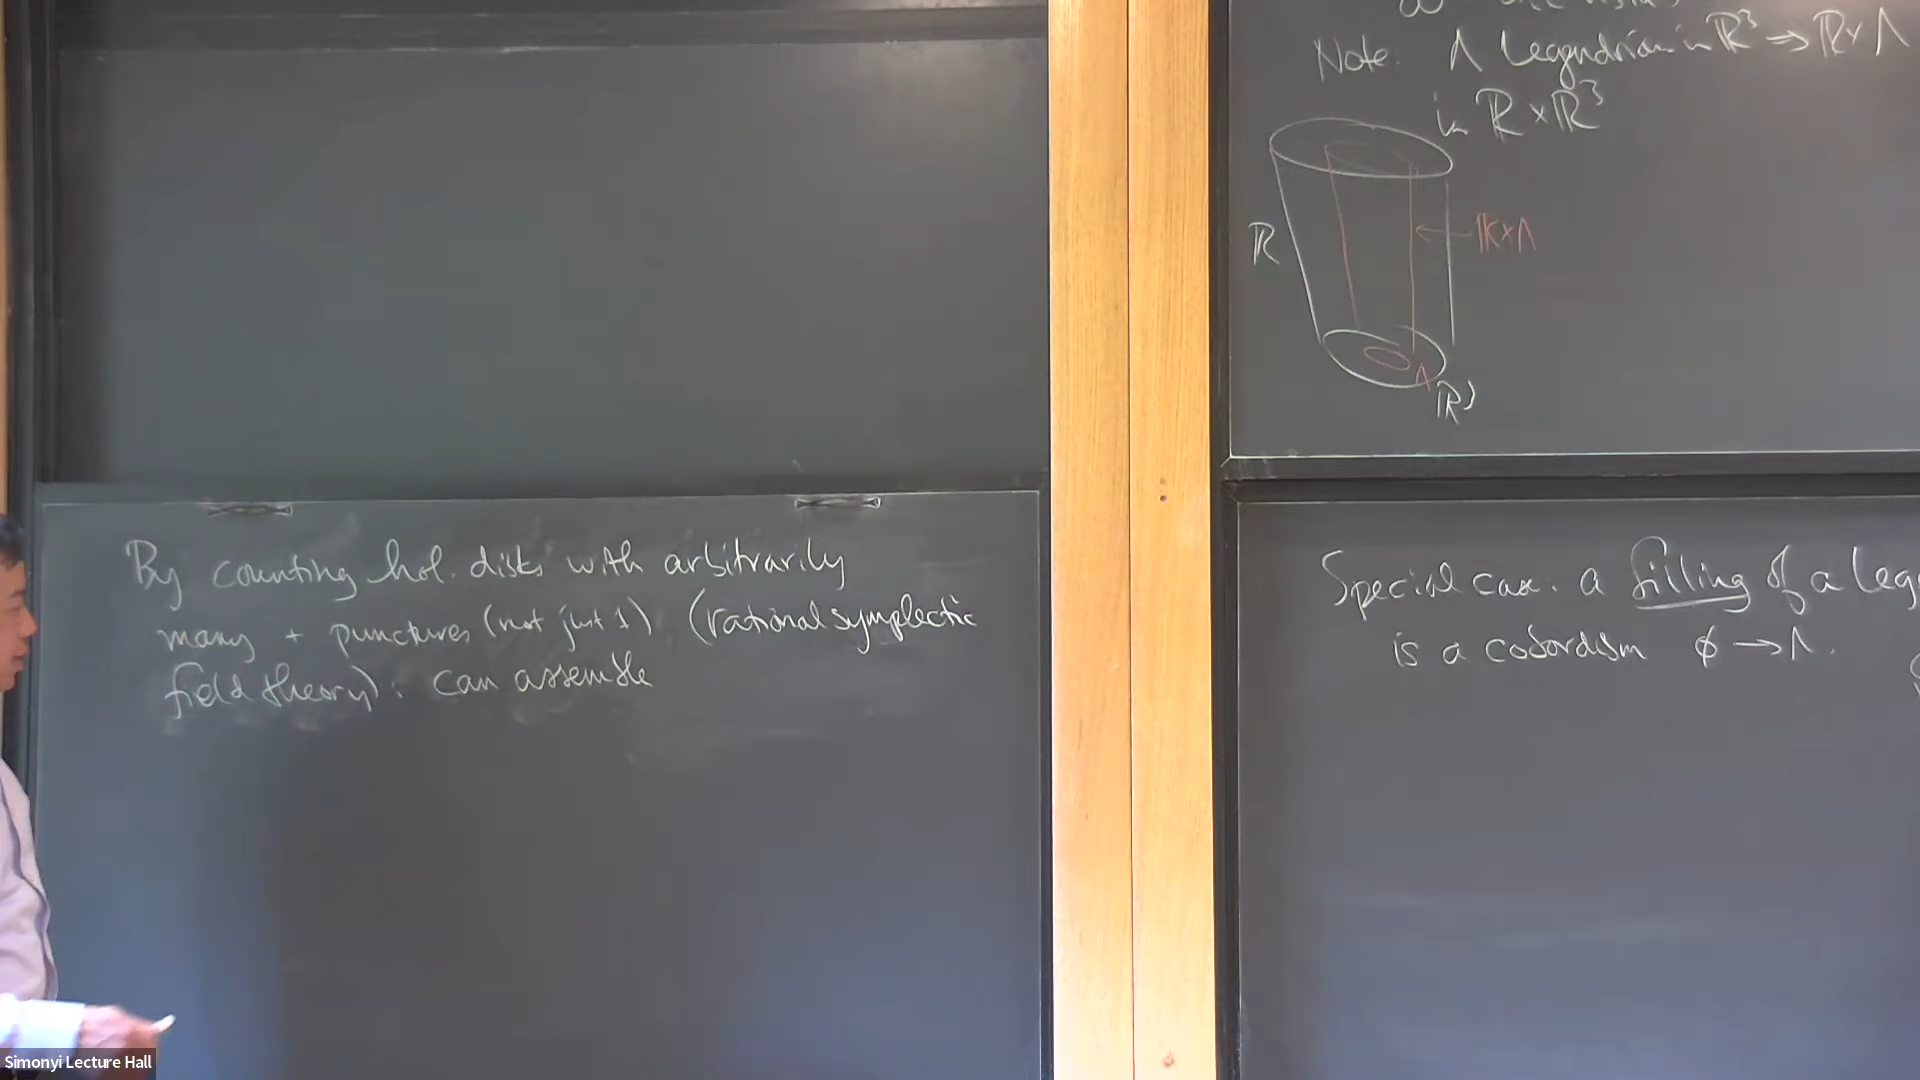 By counting hol. disks with arbitrarily
many + punctures (not just 1) (rational symplectic
field theory): can assemble
Note: Λ Legendrian in ℝ³ → ℝ×Λ
in ℝ×ℝ³
ℝ
ℝ×Λ
Λ
ℝ³
Special case: a filling of a Leg
is a cobordism ∅ → Λ.
Simonyi Lecture Hall